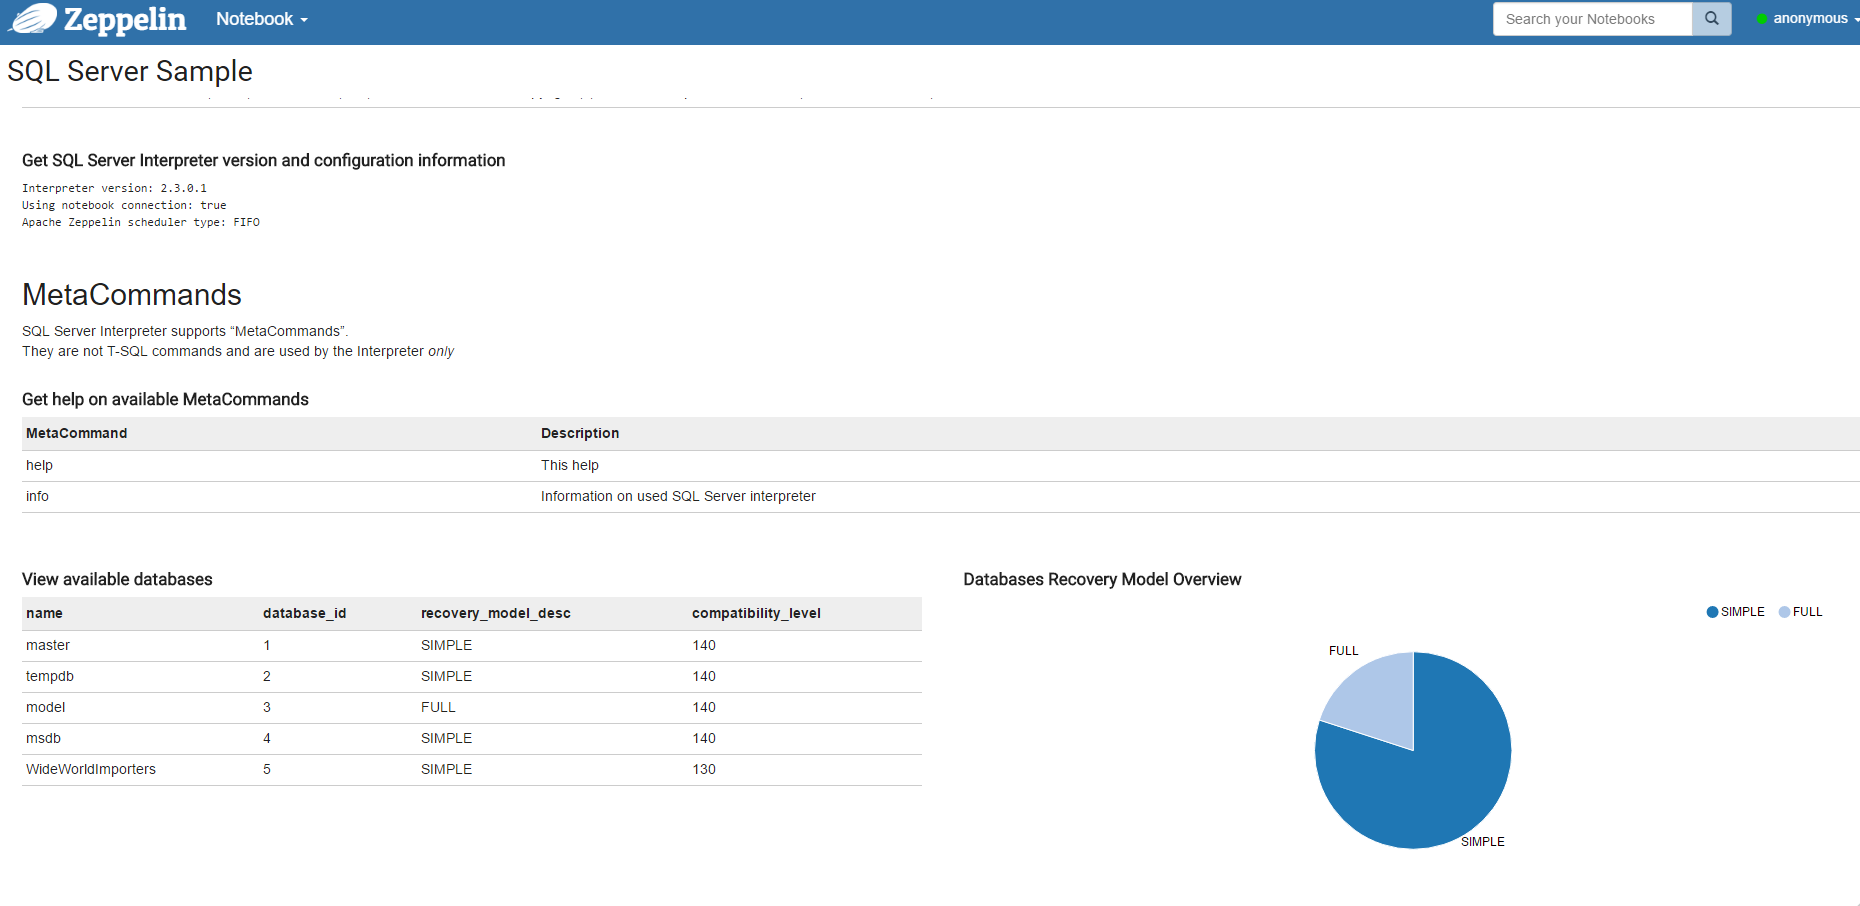 Zeppelin Notebook Search your Notebooks anonymous
SQL Server Sample
Get SQL Server Interpreter version and configuration information
Interpreter version: 2.3.0.1
Using notebook connection: true
Apache Zeppelin scheduler type: FIFO
MetaCommands
SQL Server Interpreter supports “MetaCommands”.
They are not T-SQL commands and are used by the Interpreter only
Get help on available MetaCommands
MetaCommand Description
help This help
info Information on used SQL Server interpreter
View available databases
name database_id recovery_model_desc compatibility_level
master 1 SIMPLE 140
tempdb 2 SIMPLE 140
model 3 FULL 140
msdb 4 SIMPLE 140
WideWorldImporters 5 SIMPLE 130
Databases Recovery Model Overview
SIMPLE FULL
FULL
SIMPLE